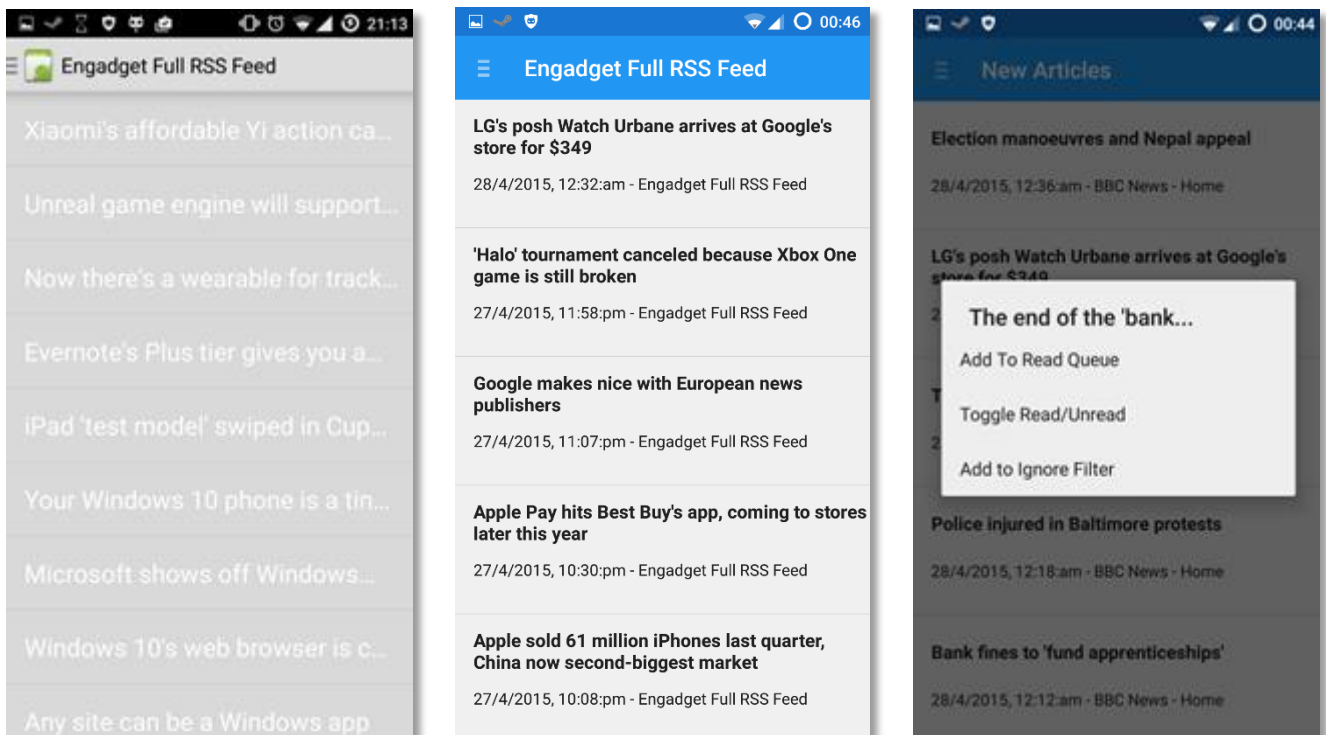 21:13
Engadget Full RSS Feed
Xiaomi's affordable Yi action ca...
Unreal game engine will support...
Now there's a wearable for track...
Evernote's Plus tier gives you a...
iPad 'test model' swiped in Cup...
Your Windows 10 phone is a tin...
Microsoft shows off Windows...
Windows 10's web browser is c...
Any site can be a Windows app
00:46
Engadget Full RSS Feed
LG's posh Watch Urbane arrives at Google's
store for $349
28/4/2015, 12:32:am - Engadget Full RSS Feed
'Halo' tournament canceled because Xbox One
game is still broken
27/4/2015, 11:58:pm - Engadget Full RSS Feed
Google makes nice with European news
publishers
27/4/2015, 11:07:pm - Engadget Full RSS Feed
Apple Pay hits Best Buy's app, coming to stores
later this year
27/4/2015, 10:30:pm - Engadget Full RSS Feed
Apple sold 61 million iPhones last quarter,
China now second-biggest market
27/4/2015, 10:08:pm - Engadget Full RSS Feed
00:44
New Articles
Election manoeuvres and Nepal appeal
28/4/2015, 12:36:am - BBC News - Home
LG's posh Watch Urbane arrives at Google's
store for $349
The end of the 'bank...
Add To Read Queue
Toggle Read/Unread
Add to Ignore Filter
Police injured in Baltimore protests
28/4/2015, 12:18:am - BBC News - Home
Bank fines to 'fund apprenticeships'
28/4/2015, 12:12:am - BBC News - Home